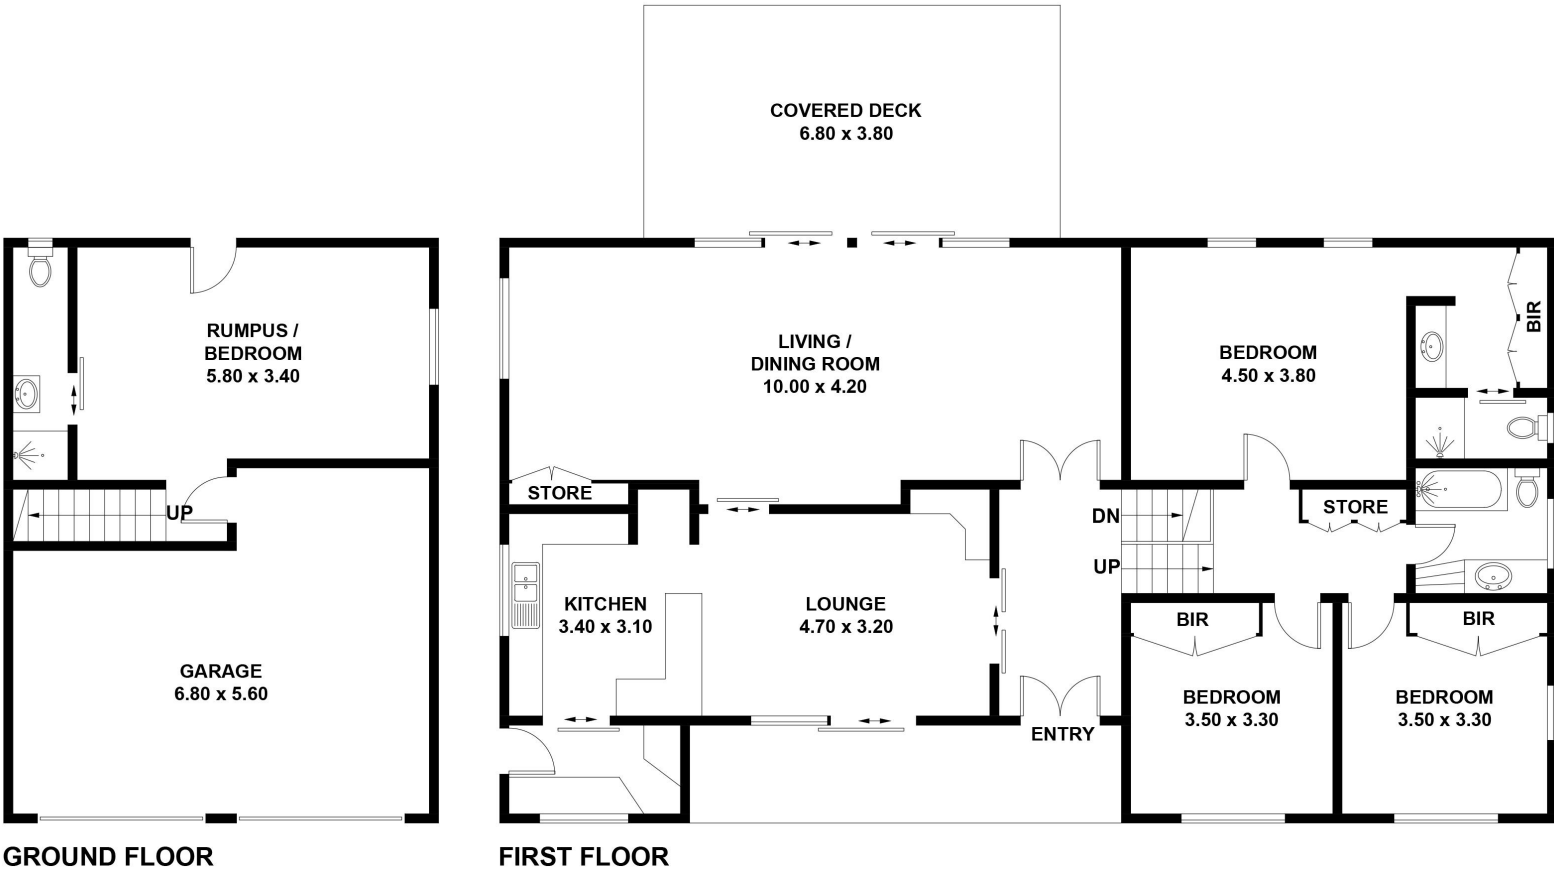 COVERED DECK
6.80 x 3.80
RUMPUS /
BEDROOM
5.80 x 3.40
UP
GARAGE
6.80 x 5.60
GROUND FLOOR
LIVING /
DINING ROOM
10.00 x 4.20
BEDROOM
4.50 x 3.80
BIR
STORE
DN
UP
STORE
KITCHEN
3.40 x 3.10
LOUNGE
4.70 x 3.20
BIR
BIR
BEDROOM
3.50 x 3.30
BEDROOM
3.50 x 3.30
ENTRY
FIRST FLOOR